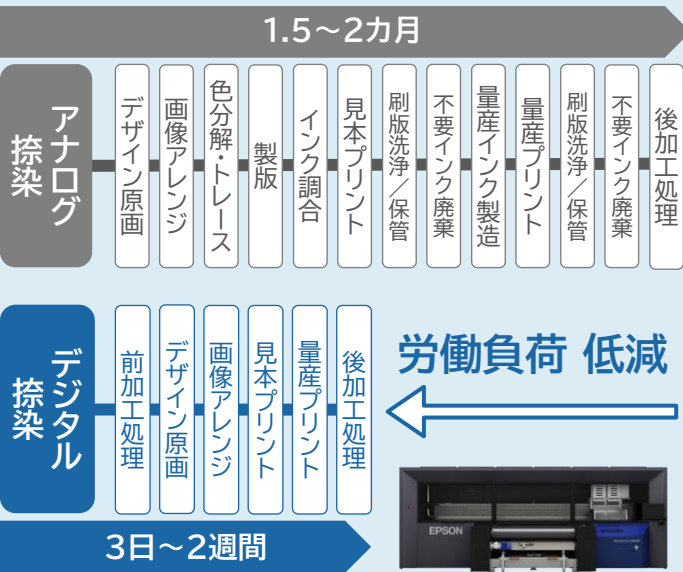 1.5～2カ月
アナログ
捺染
デザイン原画
画像アレンジ
色分解・トレース
製版
インク調合
見本プリント
刷版洗浄／保管
不要インク廃棄
量産インク製造
量産プリント
刷版洗浄／保管
不要インク廃棄
後加工処理
デジタル
捺染
前加工処理
デザイン原画
画像アレンジ
見本プリント
量産プリント
後加工処理
労働負荷 低減
EPSON
3日～2週間